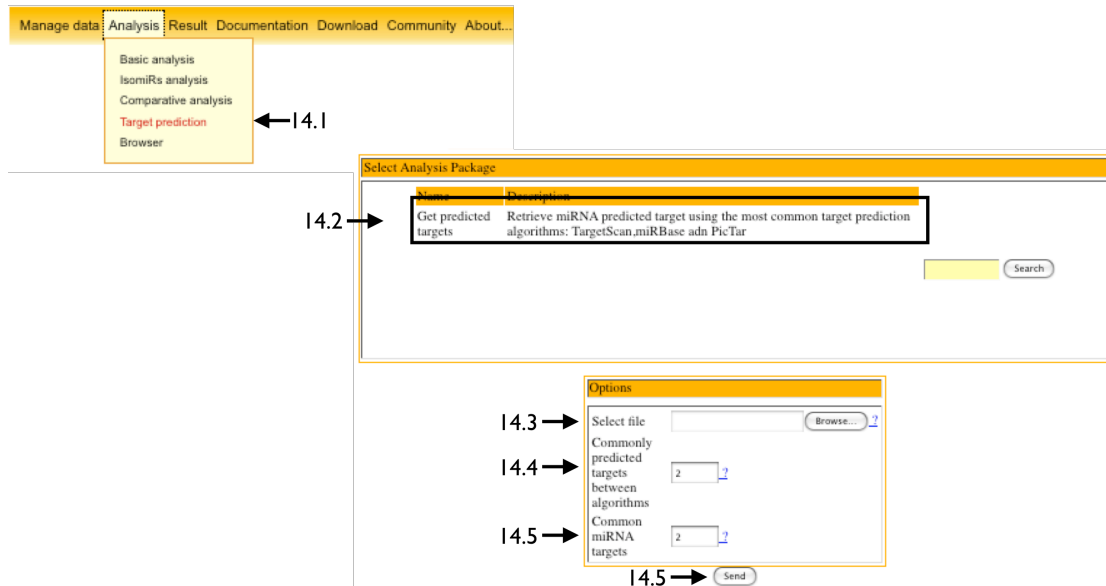 Manage data Analysis Result Documentation Download Community About...
Basic analysis
IsomiRs analysis
Comparative analysis
Target prediction
14.1
Browser
Select Analysis Package
Name Description
14.2
Get predicted Retrieve miRNA predicted target using the most common target prediction
targets algorithms: TargetScan,miRBase adn PicTar
Search
Options
14.3
Select file Browse... ?
Commonly
predicted
14.4
targets 2 ?
between
algorithms
Common
14.5
miRNA 2 ?
targets
14.5
Send